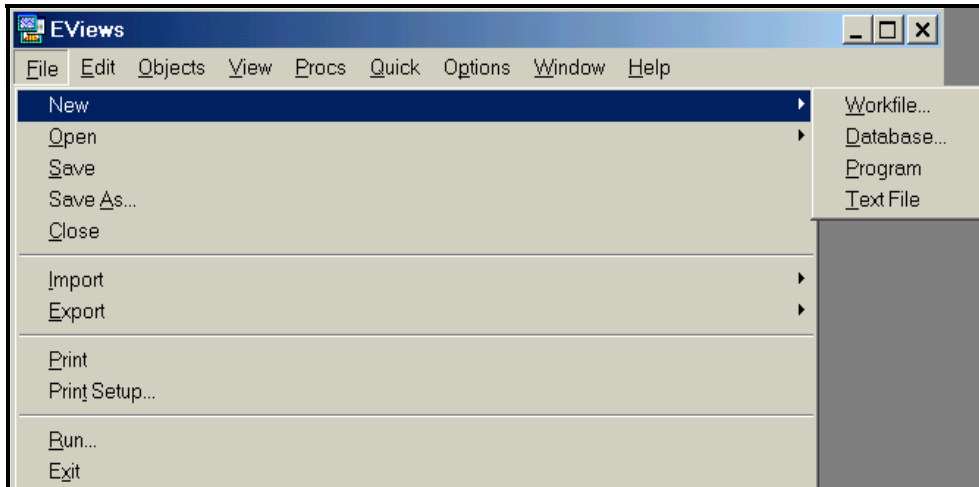 EViews
File Edit Objects View Procs Quick Options Window Help
New
Open
Save
Save As...
Close
Import
Export
Print
Print Setup...
Run...
Exit
Workfile...
Database...
Program
Text File